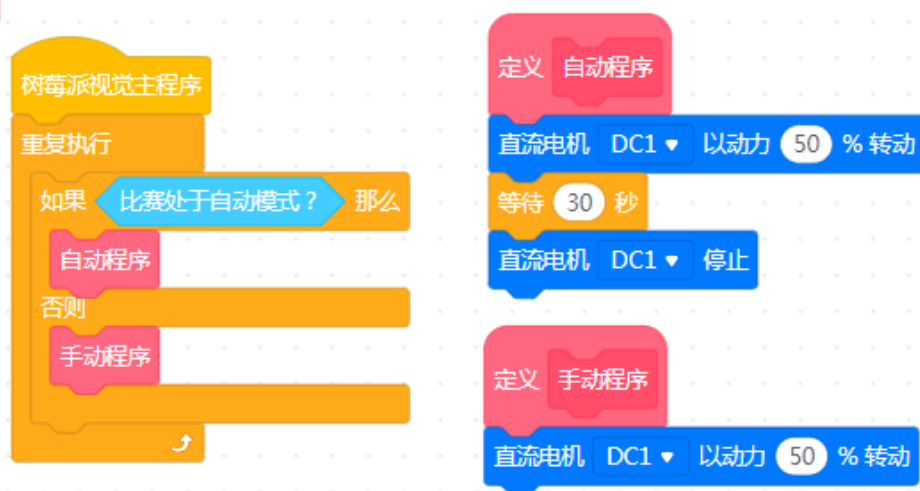 树莓派视觉主程序
重复执行
如果 比赛处于自动模式？ 那么
自动程序
否则
手动程序
定义 自动程序
直流电机 DC1 以动力 50 % 转动
等待 30 秒
直流电机 DC1 停止
定义 手动程序
直流电机 DC1 以动力 50 % 转动